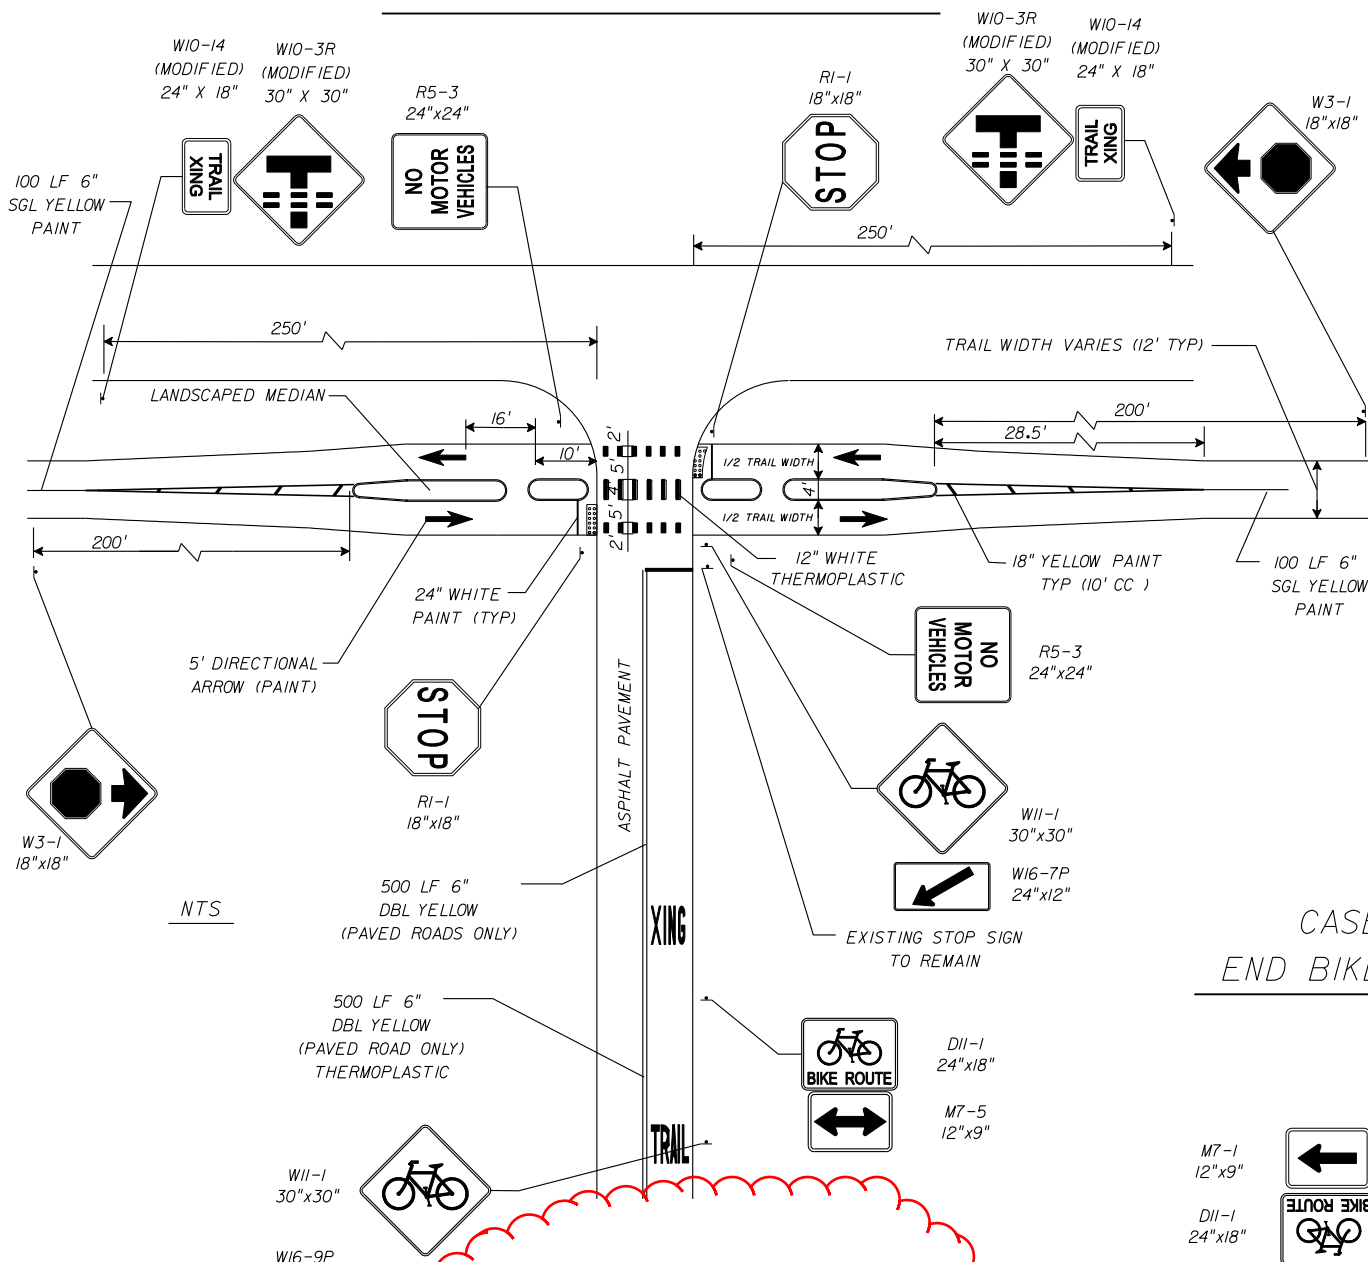 W10-14
(MODIFIED)
24" X 18"
W10-3R
(MODIFIED)
30" X 30"
R5-3
24"x24"
R1-1
18"x18"
W10-3R
(MODIFIED)
30" X 30"
W10-14
(MODIFIED)
24" X 18"
W3-1
18"x18"
TRAIL
XING
NO
MOTOR
VEHICLES
STOP
TRAIL
XING
100 LF 6"
SGL YELLOW
PAINT
250'
250'
TRAIL WIDTH VARIES (12' TYP)
LANDSCAPED MEDIAN
16'
10'
2'
5'
4'
5'
2'
1/2 TRAIL WIDTH
4'
1/2 TRAIL WIDTH
200'
28.5'
200'
24" WHITE
PAINT (TYP)
12" WHITE
THERMOPLASTIC
18" YELLOW PAINT
TYP (10' CC )
100 LF 6"
SGL YELLOW
PAINT
5' DIRECTIONAL
ARROW (PAINT)
STOP
R1-1
18"x18"
ASPHALT PAVEMENT
NO
MOTOR
VEHICLES
R5-3
24"x24"
W3-1
18"x18"
W11-1
30"x30"
W16-7P
24"x12"
NTS
500 LF 6"
DBL YELLOW
(PAVED ROADS ONLY)
XING
EXISTING STOP SIGN
TO REMAIN
CASE
END BIKE
500 LF 6"
DBL YELLOW
(PAVED ROAD ONLY)
THERMOPLASTIC
BIKE ROUTE
D11-1
24"x18"
M7-5
12"x9"
TRAIL
W11-1
30"x30"
W16-9P
M7-1
12"x9"
D11-1
24"x18"
BIKE ROUTE